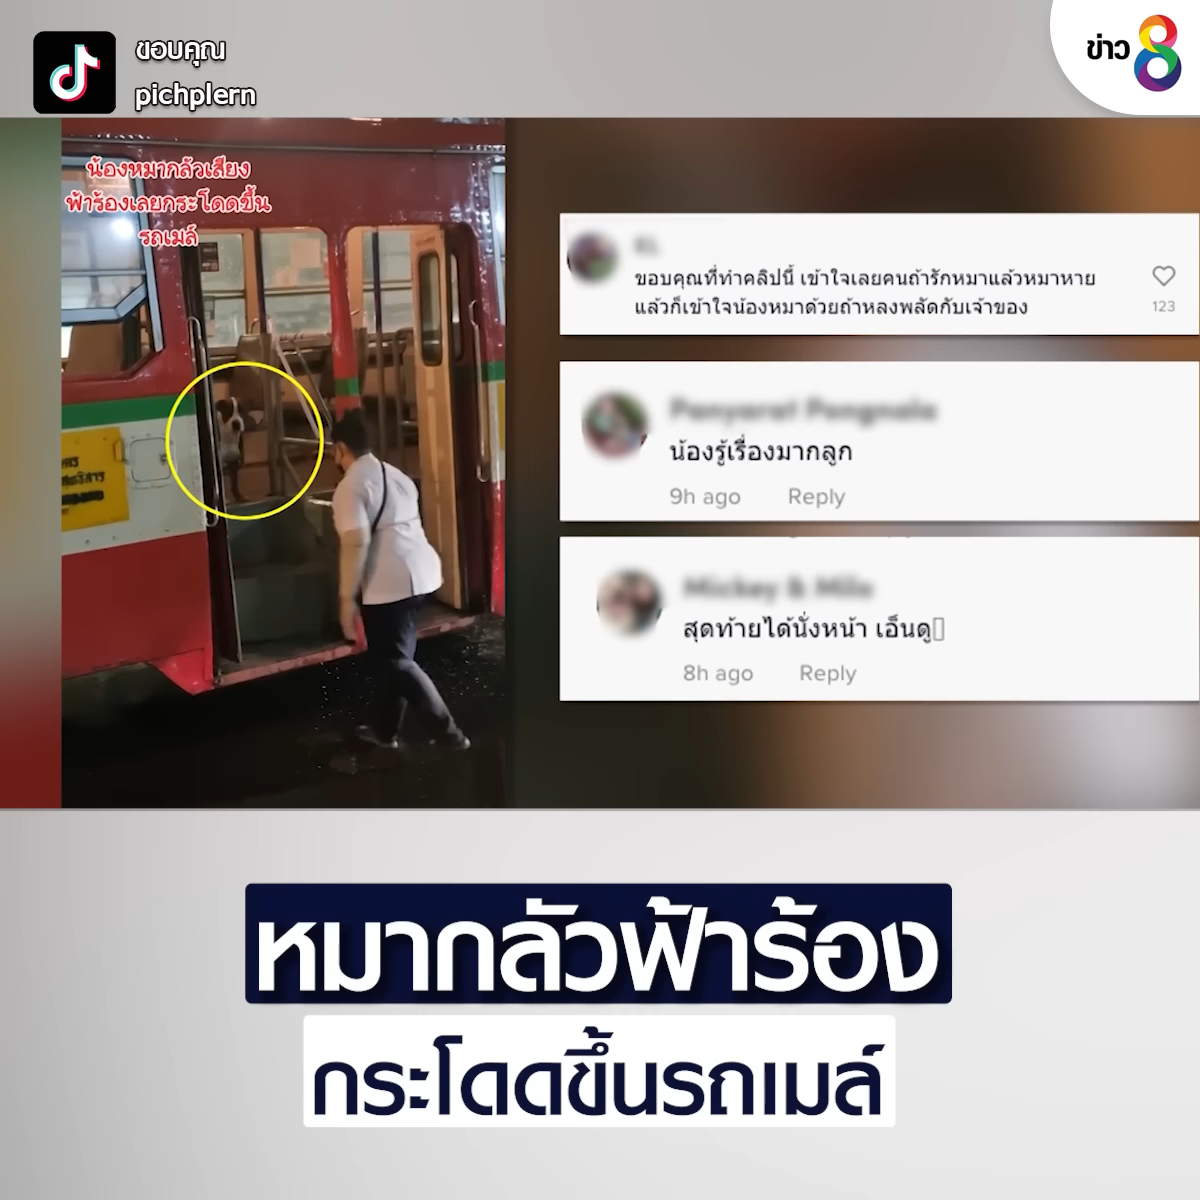 ขอบคุณ
pichplern
ข่าว 8
น้องหมากลัวเสียง
ฟ้าร้องเลยกระโดดขึ้น
รถเมล์
ขอบคุณที่ทำคลิปนี้ เข้าใจเลยคนถ้ารักหมาแล้วหมาหาย
แล้วก็เข้าใจน้องหมาด้วยถ้าหลงพลัดกับเจ้าของ
123
น้องรู้เรื่องมากลูก
9h ago Reply
สุดท้ายได้นั่งหน้า เอ็นดู
8h ago Reply
หมากลัวฟ้าร้อง
กระโดดขึ้นรถเมล์